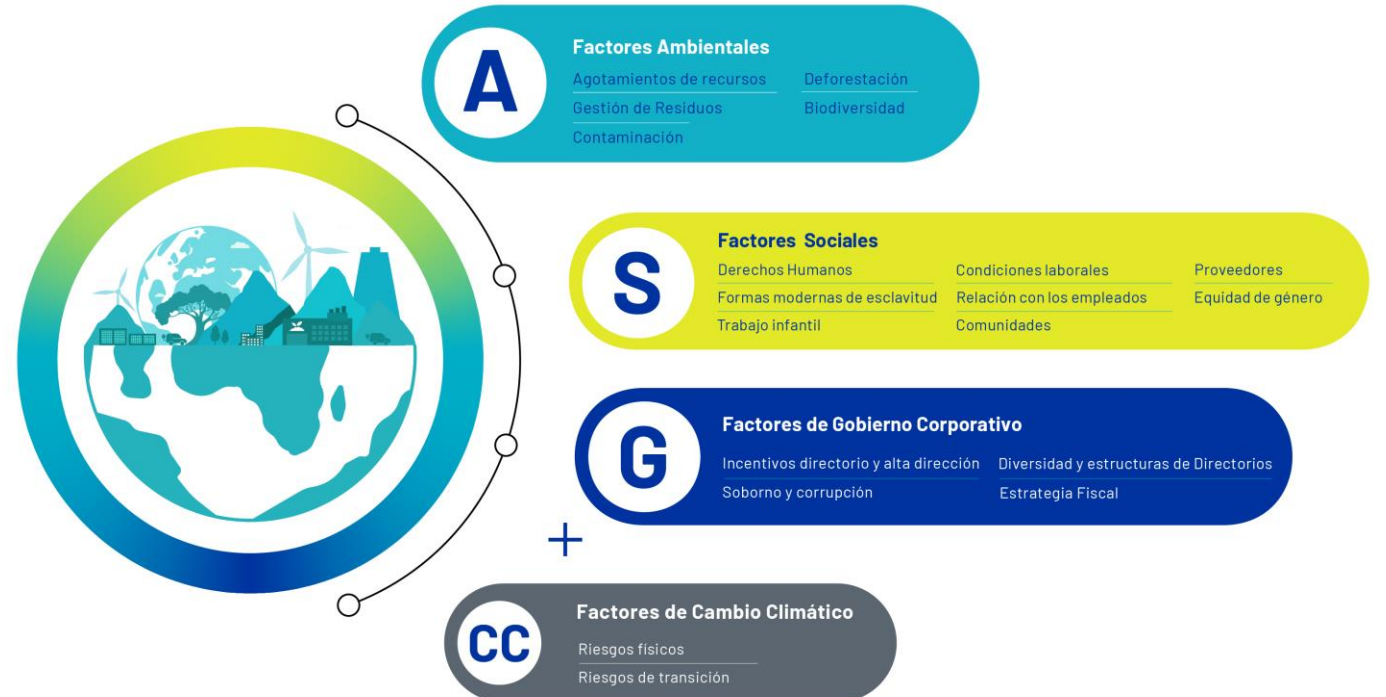 A
Factores Ambientales
Agotamientos de recursos
Deforestación
Gestión de Residuos
Biodiversidad
Contaminación
S
Factores Sociales
Derechos Humanos
Condiciones laborales
Proveedores
Formas modernas de esclavitud
Relación con los empleados
Equidad de género
Trabajo infantil
Comunidades
G
Factores de Gobierno Corporativo
Incentivos directorio y alta dirección
Diversidad y estructuras de Directorios
Soborno y corrupción
Estrategia Fiscal
+
CC
Factores de Cambio Climático
Riesgos físicos
Riesgos de transición